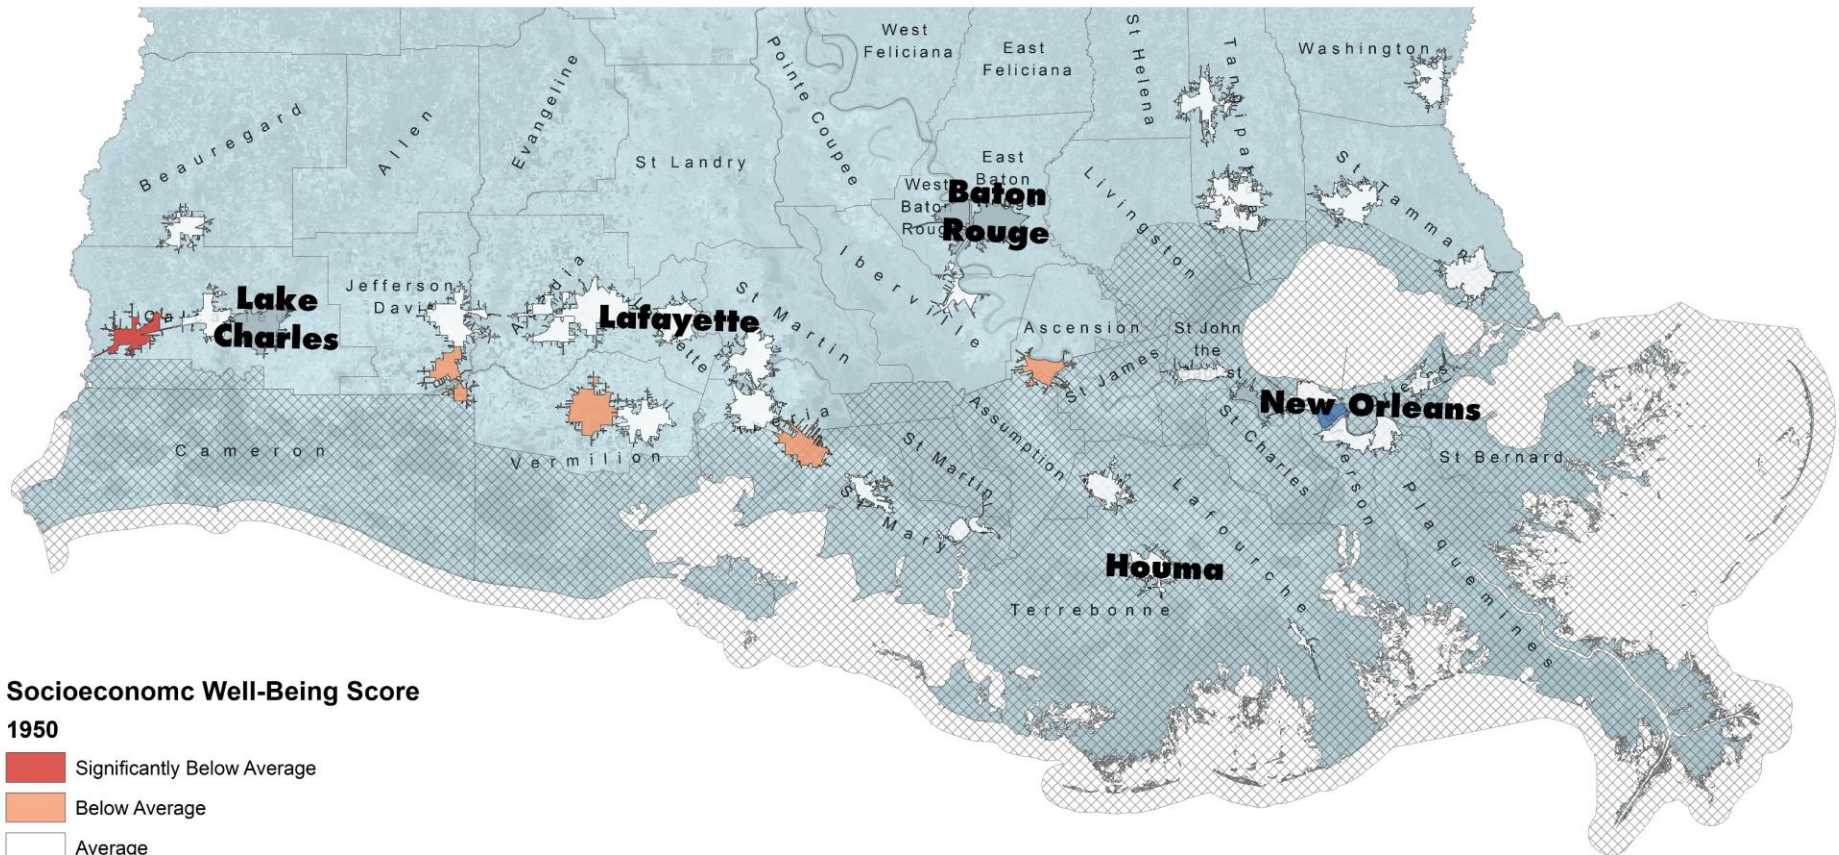 West
Feliciana
East
Feliciana
St Helena
Tangipahoa
Washington
Pointe Coupee
Evangeline
Beauregard
Allen
St Landry
East
Baton
West
Baton
Rouge
Baton
Rouge
Livingston
St Tammany
Iberville
Jefferson
Davis
Lake
Charles
Lafayette
St Martin
Ascension
St James
St John
the
New Orleans
St Charles
Assumption
Cameron
Vermilion
St Martin
St Mary
St Bernard
Plaquemines
Lafourche
Houma
Terrebonne
Socioeconomc Well-Being Score
1950
Significantly Below Average
Below Average
Average